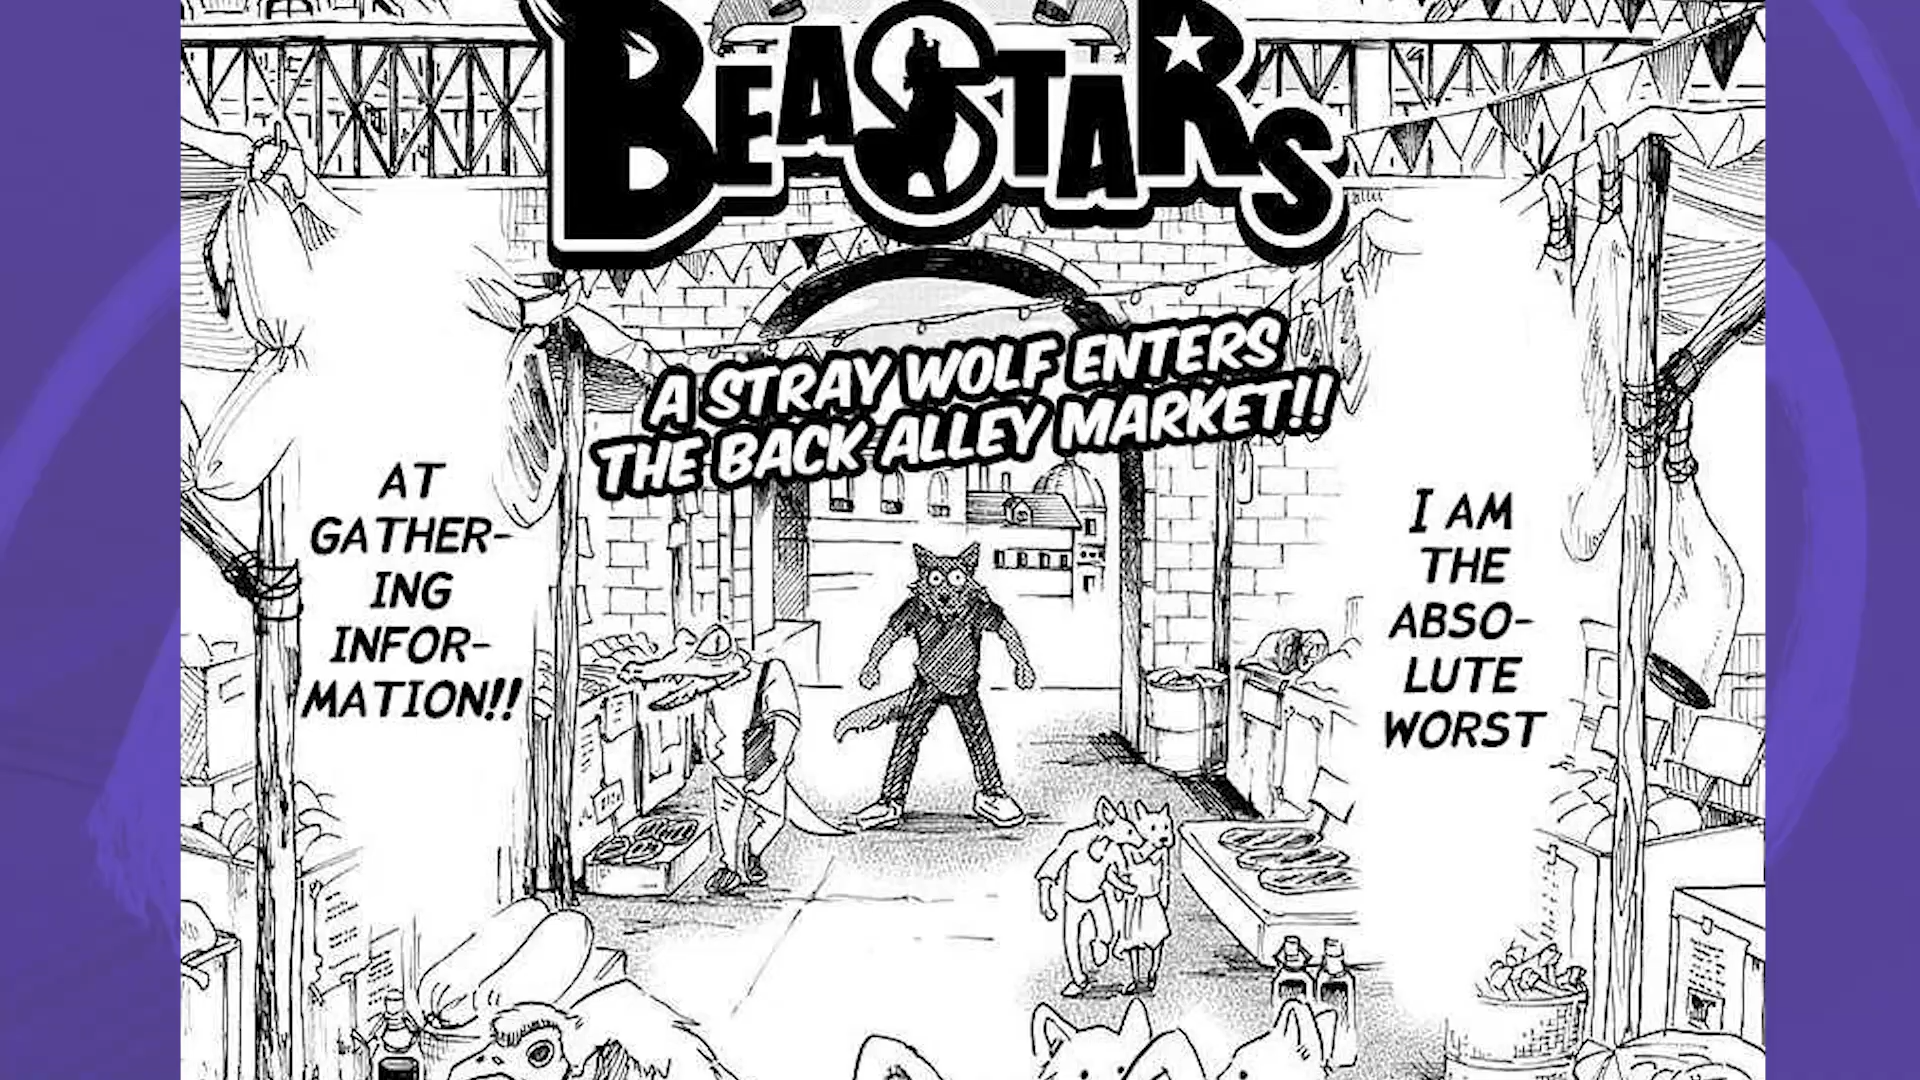 BEASTARS
A STRAY WOLF ENTERS
THE BACK ALLEY MARKET!!
I AM
THE
ABSO-
LUTE
WORST
AT
GATHER-
ING
INFOR-
MATION!!